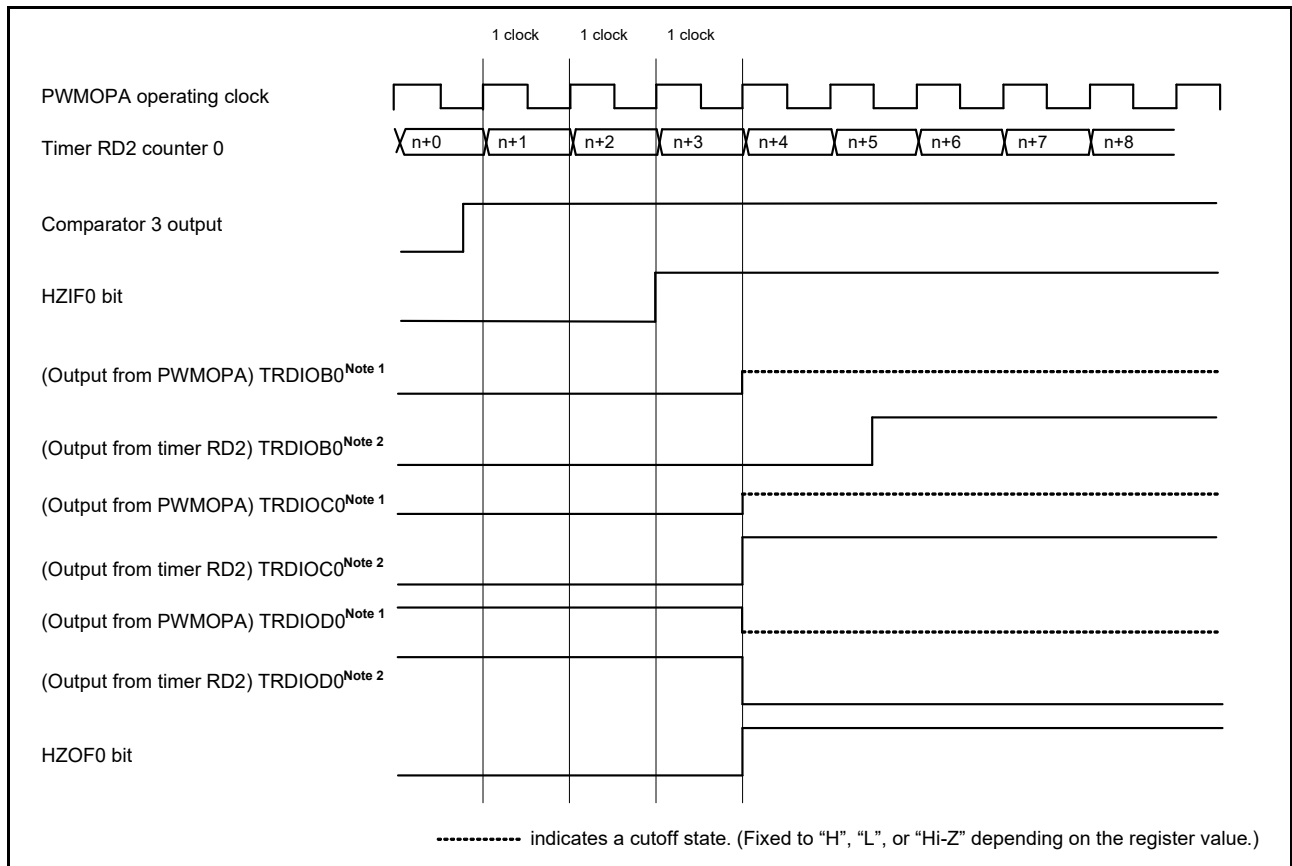 1 clock 1 clock 1 clock
PWMOPA operating clock
Timer RD2 counter 0 n+0 n+1 n+2 n+3 n+4 n+5 n+6 n+7 n+8
Comparator 3 output
HZIF0 bit
(Output from PWMOPA) TRDIOB0Note 1
(Output from timer RD2) TRDIOB0Note 2
(Output from PWMOPA) TRDIOC0Note 1
(Output from timer RD2) TRDIOC0Note 2
(Output from PWMOPA) TRDIOD0Note 1
(Output from timer RD2) TRDIOD0Note 2
HZOF0 bit
indicates a cutoff state. (Fixed to “H”, “L”, or “Hi-Z” depending on the register value.)